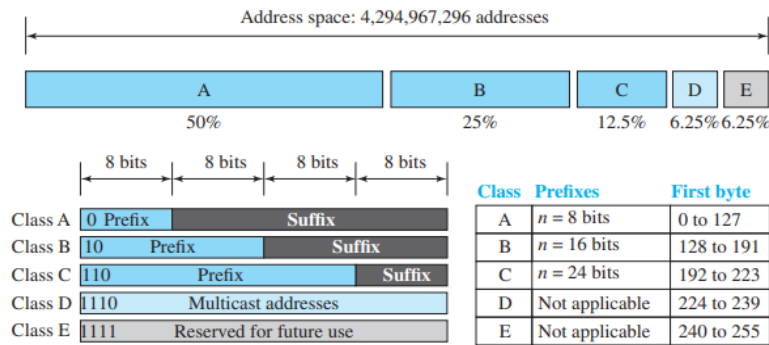 Address space: 4,294,967,296 addresses
A B C D E
50% 25% 12.5% 6.25% 6.25%
8 bits 8 bits 8 bits 8 bits
Class A 0 Prefix Suffix
Class B 10 Prefix Suffix
Class C 110 Prefix Suffix
Class D 1110 Multicast addresses
Class E 1111 Reserved for future use
Class Prefixes First byte
A n = 8 bits 0 to 127
B n = 16 bits 128 to 191
C n = 24 bits 192 to 223
D Not applicable 224 to 239
E Not applicable 240 to 255